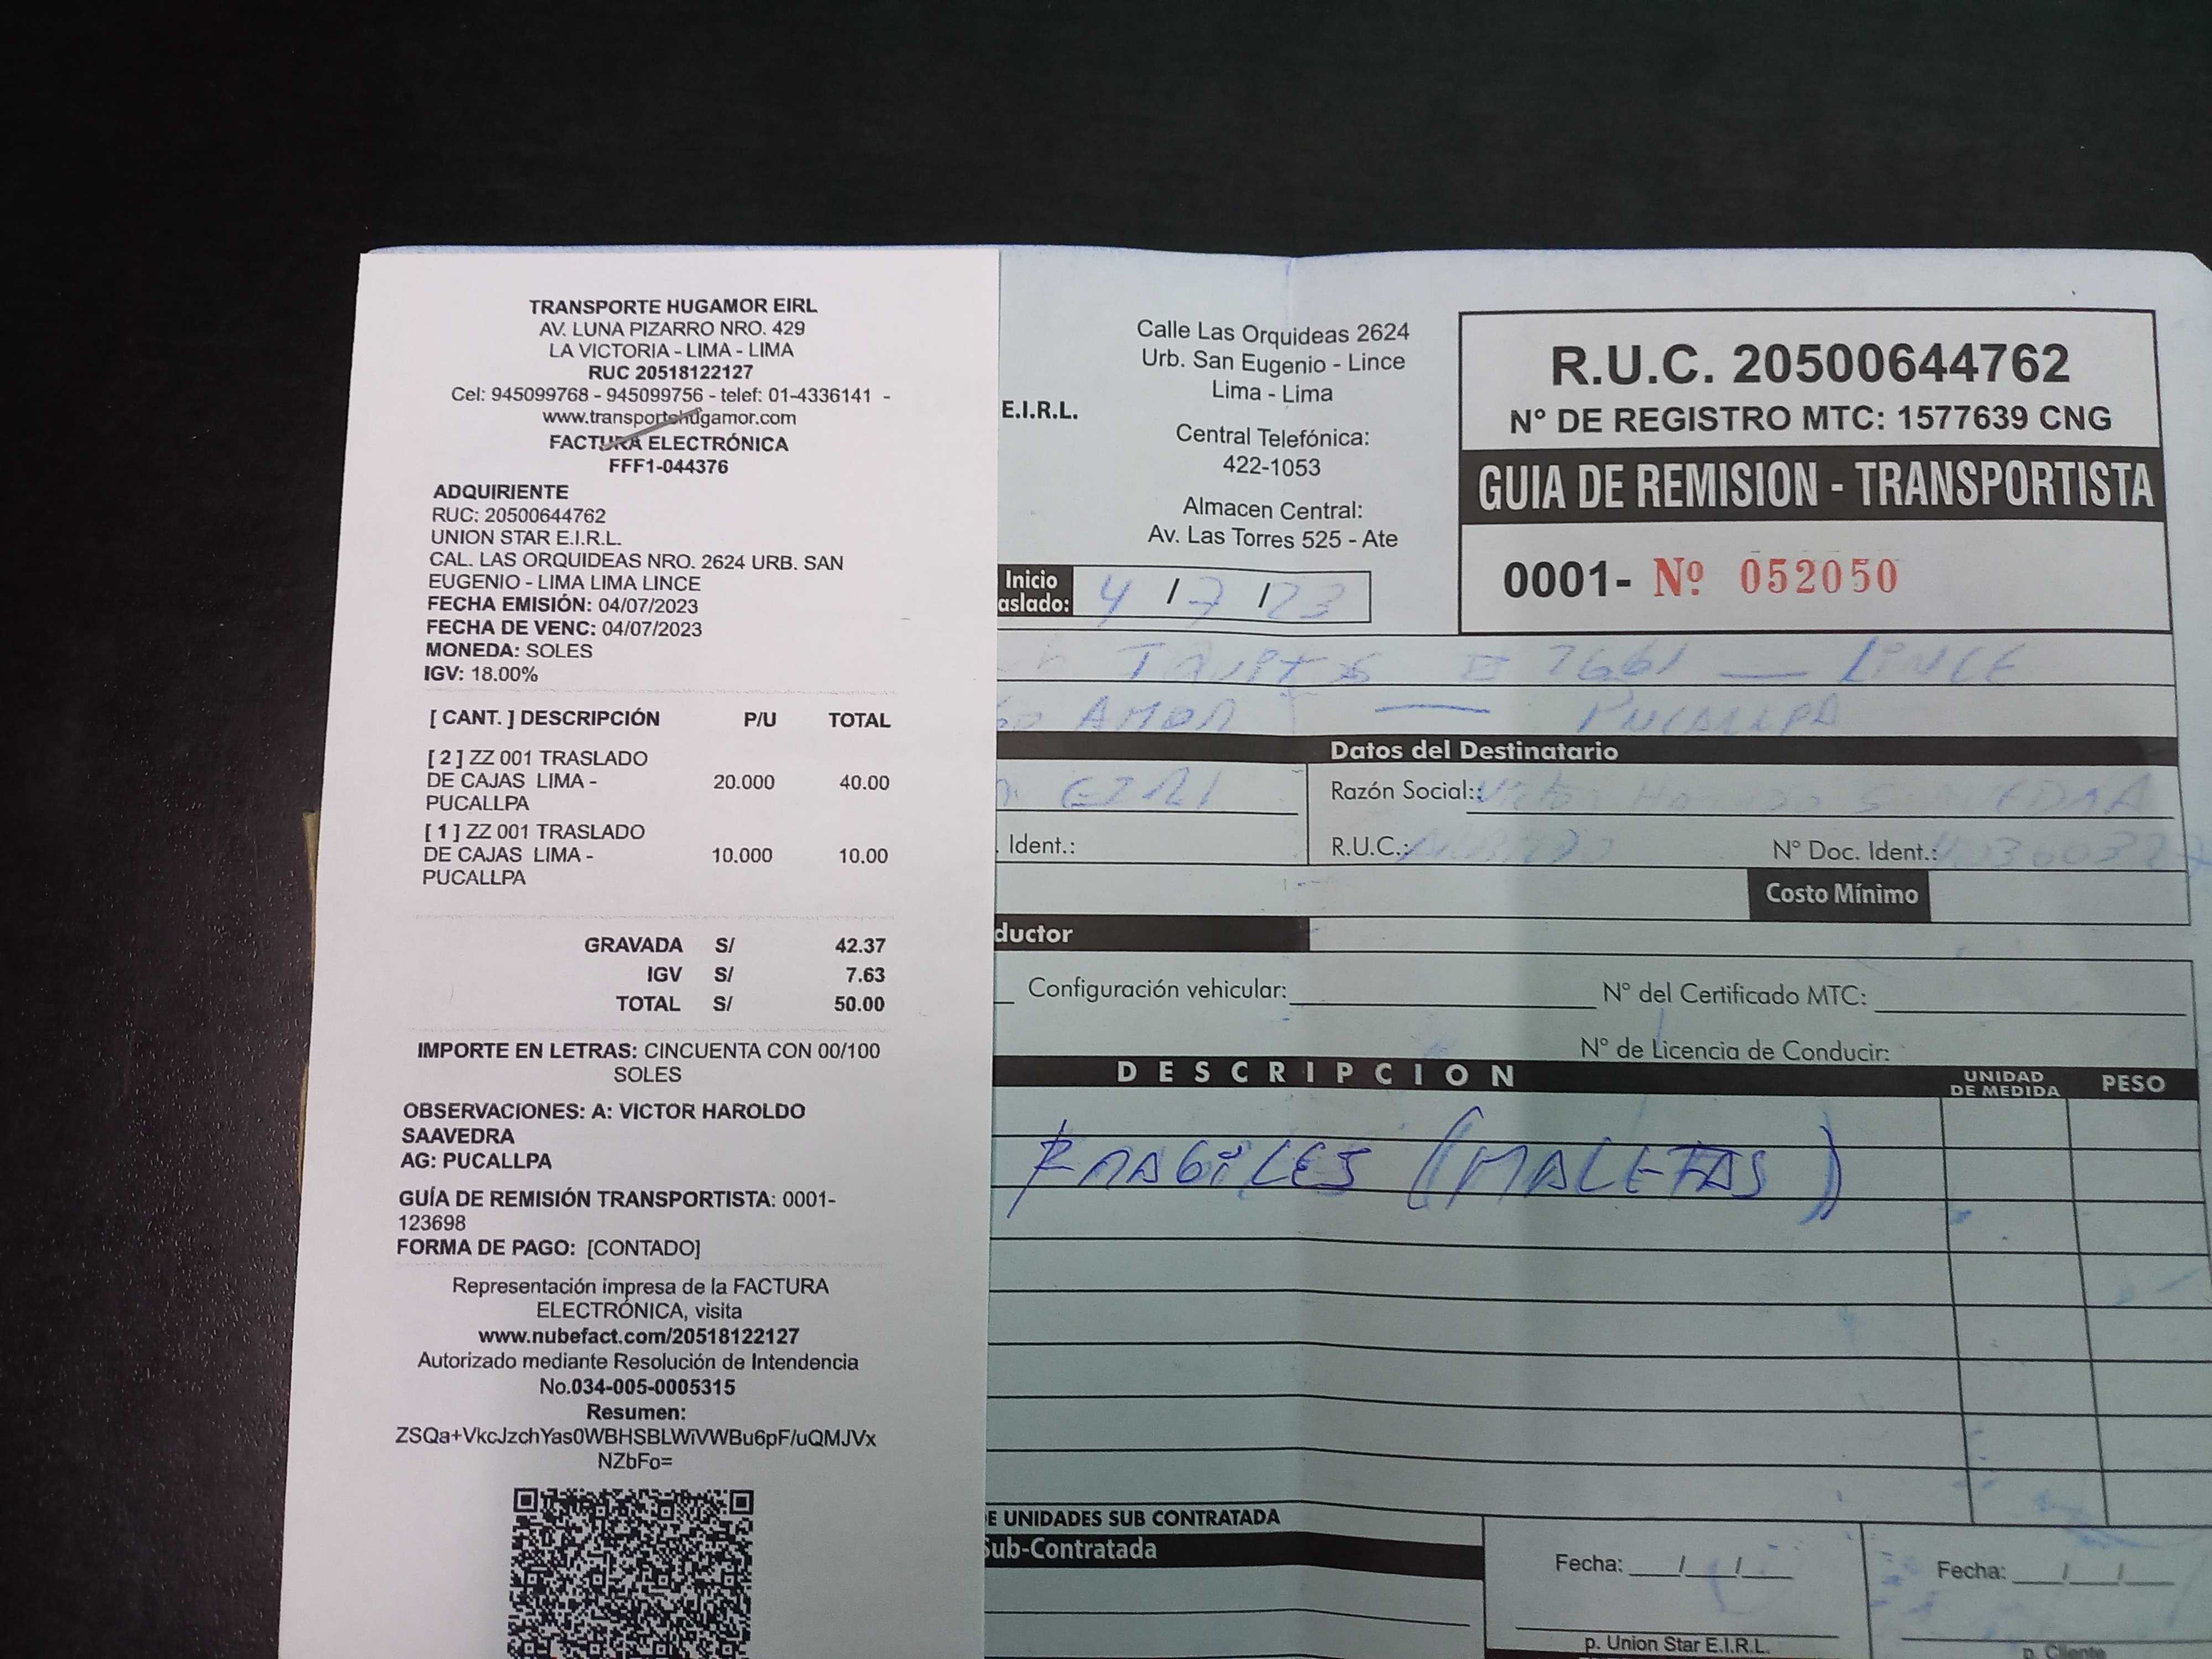 TRANSPORTE HUGAMOR EIRL
AV. LUNA PIZARRO NRO. 429
LA VICTORIA - LIMA - LIMA
RUC 20518122127
Cel: 945099768 - 945099756 - telef: 01-4336141 -
www.transportehugamor.com
FACTURA ELECTRÓNICA
FFF1-044376
ADQUIRIENTE
RUC: 20500644762
UNION STAR E.I.R.L.
CAL. LAS ORQUIDEAS NRO. 2624 URB. SAN
EUGENIO - LIMA LIMA LINCE
FECHA EMISIÓN: 04/07/2023
FECHA DE VENC: 04/07/2023
MONEDA: SOLES
IGV: 18.00%
[ CANT. ] DESCRIPCIÓN P/U TOTAL
[ 2 ] ZZ 001 TRASLADO
DE CAJAS LIMA - 20.000 40.00
PUCALLPA
[ 1 ] ZZ 001 TRASLADO
DE CAJAS LIMA - 10.000 10.00
PUCALLPA
GRAVADA S/ 42.37
IGV S/ 7.63
TOTAL S/ 50.00
IMPORTE EN LETRAS: CINCUENTA CON 00/100
SOLES
OBSERVACIONES: A: VICTOR HAROLDO
SAAVEDRA
AG: PUCALLPA
GUÍA DE REMISIÓN TRANSPORTISTA: 0001-
123698
FORMA DE PAGO: [CONTADO]
Representación impresa de la FACTURA
ELECTRÓNICA, visita
www.nubefact.com/20518122127
Autorizado mediante Resolución de Intendencia
No.034-005-0005315
Resumen:
ZSQa+VkcJzchYas0WBHSBLWiVWBu6pF/uQMJVx
NZbFo=
E.I.R.L.
Calle Las Orquideas 2624
Urb. San Eugenio - Lince
Lima - Lima
Central Telefónica:
422-1053
Almacen Central:
Av. Las Torres 525 - Ate
R.U.C. 20500644762
N° DE REGISTRO MTC: 1577639 CNG
GUIA DE REMISION - TRANSPORTISTA
0001- Nº 052050
Inicio
aslado: 4 / 7 / 23
2661 — LINCE
AMOR — PUCALLPA
Datos del Destinatario
EIRL
Razón Social:
SAAVEDRA
Ident.:
R.U.C.:
N° Doc. Ident.:
Costo Mínimo
ductor
Configuración vehicular:
N° del Certificado MTC:
N° de Licencia de Conducir:
DESCRIPCION
UNIDAD
DE MEDIDA
PESO
FRAGILES (MALETAS)
E UNIDADES SUB CONTRATADA
Sub-Contratada
Fecha: / /
Fecha: / /
p. Union Star E.I.R.L.
p. Cliente